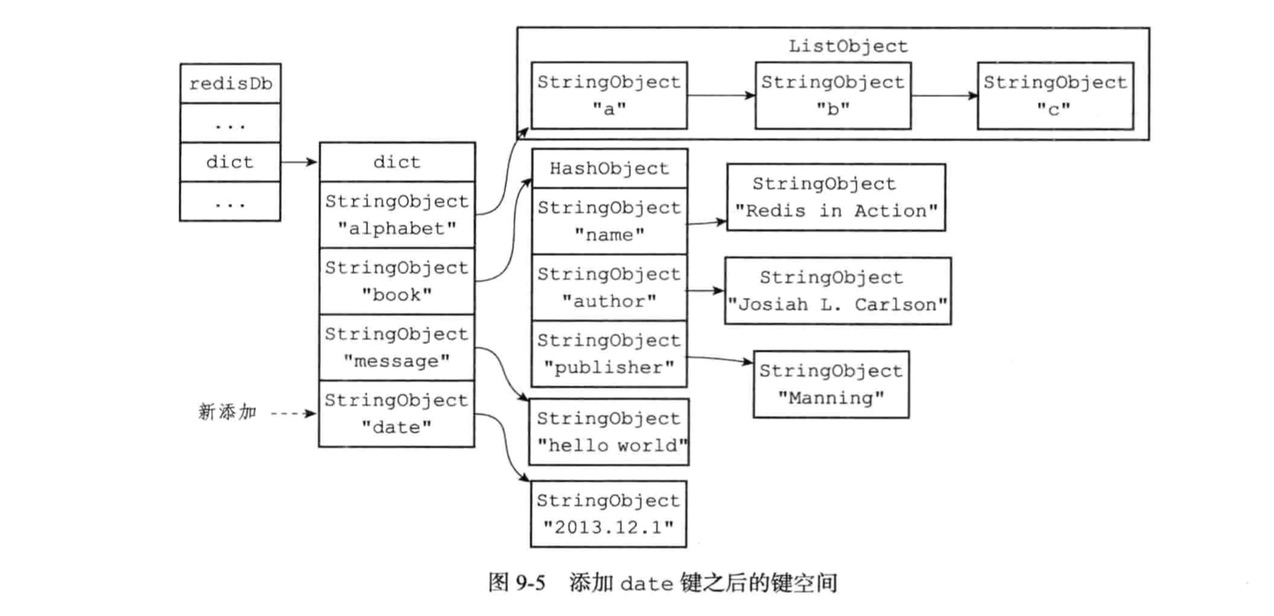 redisDb
...
dict
...
dict
StringObject
"alphabet"
StringObject
"book"
StringObject
"message"
StringObject
"date"
新添加
ListObject
StringObject
"a"
StringObject
"b"
StringObject
"c"
HashObject
StringObject
"name"
StringObject
"author"
StringObject
"publisher"
StringObject
"Redis in Action"
StringObject
"Josiah L. Carlson"
StringObject
"Manning"
StringObject
"hello world"
StringObject
"2013.12.1"
图 9-5 添加 date 键之后的键空间